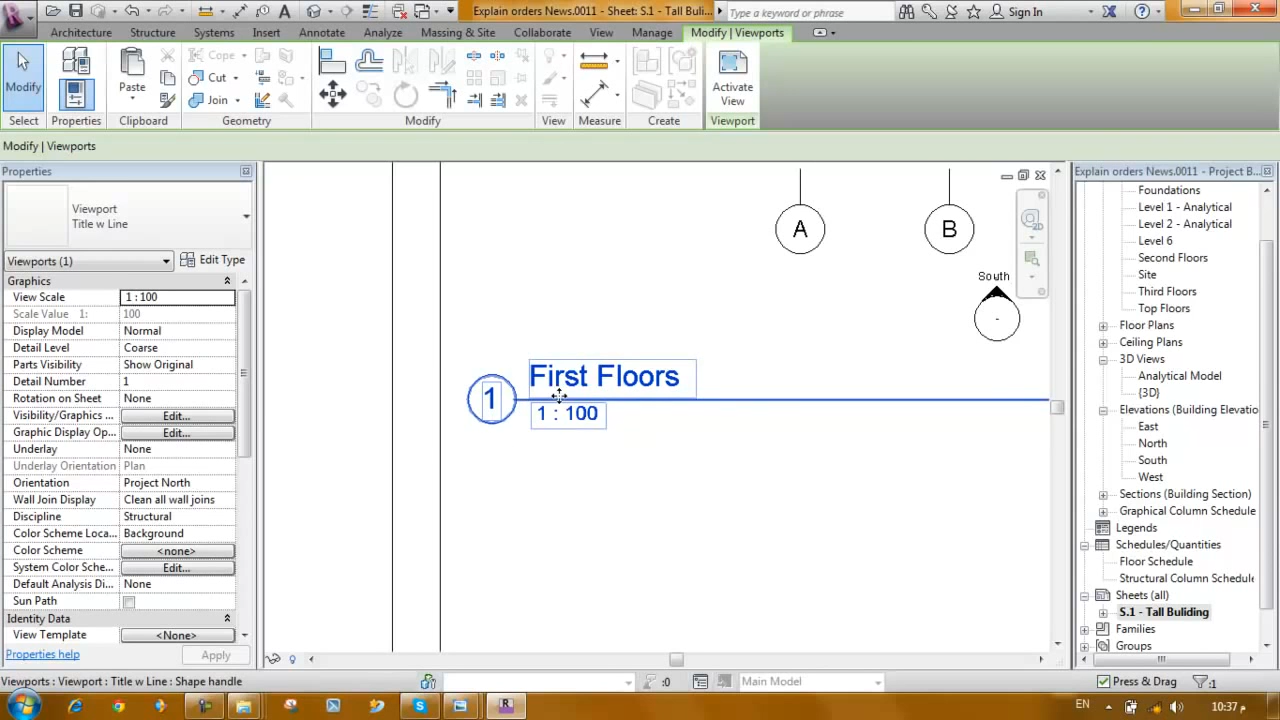 Explain orders News.0011 - Sheet: S.1 - Tall Buli...
Type a keyword or phrase
Sign In
Architecture
Structure
Systems
Insert
Annotate
Analyze
Massing & Site
Collaborate
View
Manage
Modify | Viewports
Modify
Properties
Paste
Cope
Cut
Join
Activate
View
Select
Properties
Clipboard
Geometry
Modify
View
Measure
Create
Viewport
Modify | Viewports
Properties
Viewport
Title w Line
Viewports (1)
Edit Type
Graphics
View Scale
1 : 100
Scale Value 1:
100
Display Model
Normal
Detail Level
Coarse
Parts Visibility
Show Original
Detail Number
1
Rotation on Sheet
None
Visibility/Graphics ...
Edit...
Graphic Display Op...
Edit...
Underlay
None
Underlay Orientation
Plan
Orientation
Project North
Wall Join Display
Clean all wall joins
Discipline
Structural
Color Scheme Loca...
Background
Color Scheme
<none>
System Color Sche...
Edit...
Default Analysis Di...
None
Sun Path
Identity Data
View Template
<None>
Properties help
Apply
A
B
South
-
1
First Floors
1 : 100
2D
Explain orders News.0011 - Project B...
Foundations
Level 1 - Analytical
Level 2 - Analytical
Level 6
Second Floors
Site
Third Floors
Top Floors
Floor Plans
Ceiling Plans
3D Views
Analytical Model
{3D}
Elevations (Building Elevatio
East
North
South
West
Sections (Building Section)
Graphical Column Schedule
Legends
Schedules/Quantities
Floor Schedule
Structural Column Schedule
Sheets (all)
S.1 - Tall Buliding
Families
Groups
Viewports : Viewport : Title w Line : Shape handle
:0
Main Model
Press & Drag
:1
EN
10:37 م